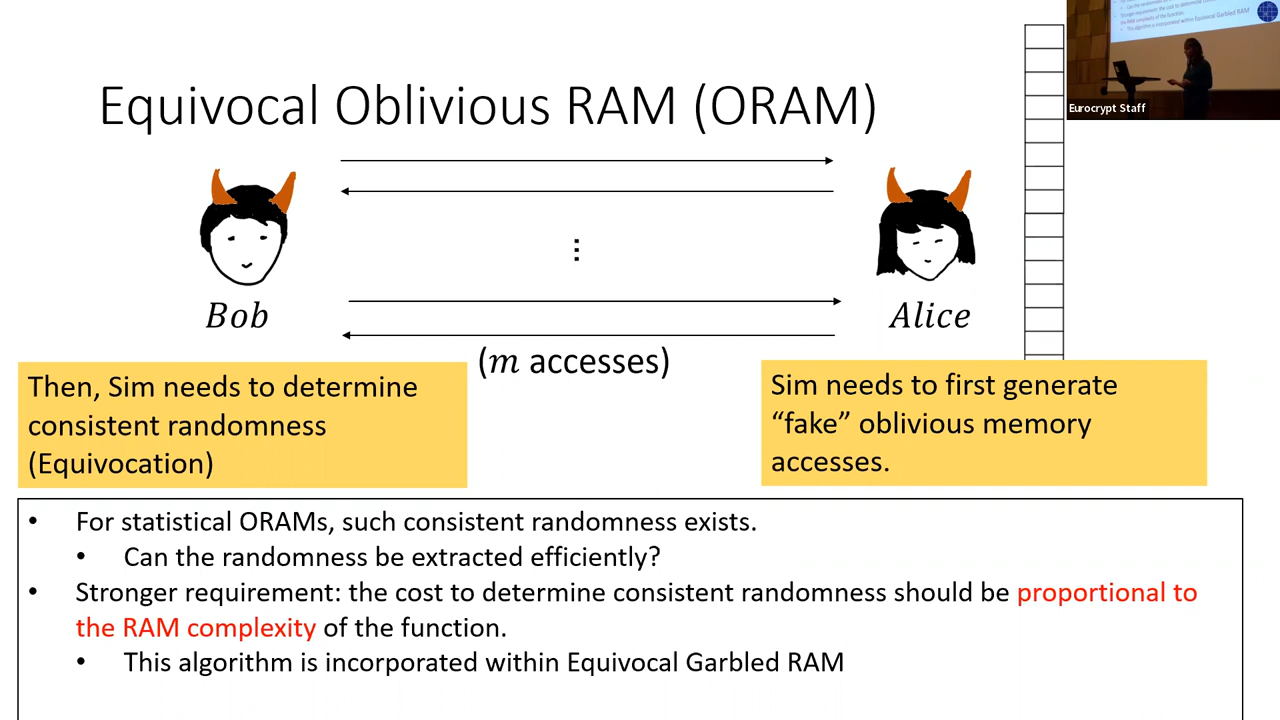 Equivocal Oblivious RAM (ORAM)
Eurocrypt Staff
⋮
Bob
Alice
(m accesses)
Then, Sim needs to determine
consistent randomness
(Equivocation)
Sim needs to first generate
“fake” oblivious memory
accesses.
• For statistical ORAMs, such consistent randomness exists.
• Can the randomness be extracted efficiently?
• Stronger requirement: the cost to determine consistent randomness should be proportional to
the RAM complexity of the function.
• This algorithm is incorporated within Equivocal Garbled RAM